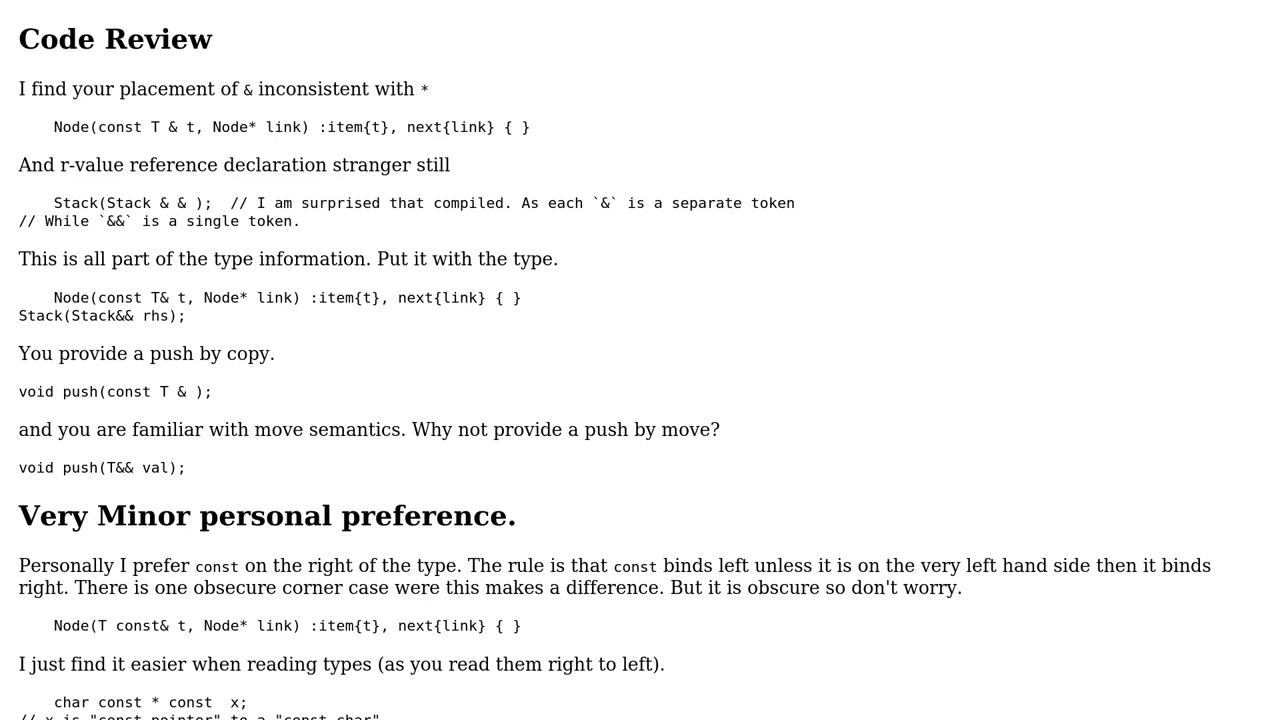 Code Review
I find your placement of & inconsistent with *
Node(const T & t, Node* link) :item{t}, next{link} { }
And r-value reference declaration stranger still
Stack(Stack & & );  // I am surprised that compiled. As each `&` is a separate token
// While `&&` is a single token.
This is all part of the type information. Put it with the type.
Node(const T& t, Node* link) :item{t}, next{link} { }
Stack(Stack&& rhs);
You provide a push by copy.
void push(const T & );
and you are familiar with move semantics. Why not provide a push by move?
void push(T&& val);
Very Minor personal preference.
Personally I prefer const on the right of the type. The rule is that const binds left unless it is on the very left hand side then it binds
right. There is one obsecure corner case were this makes a difference. But it is obscure so don't worry.
Node(T const& t, Node* link) :item{t}, next{link} { }
I just find it easier when reading types (as you read them right to left).
char const * const  x;
// x is "const pointer" to a "const char"